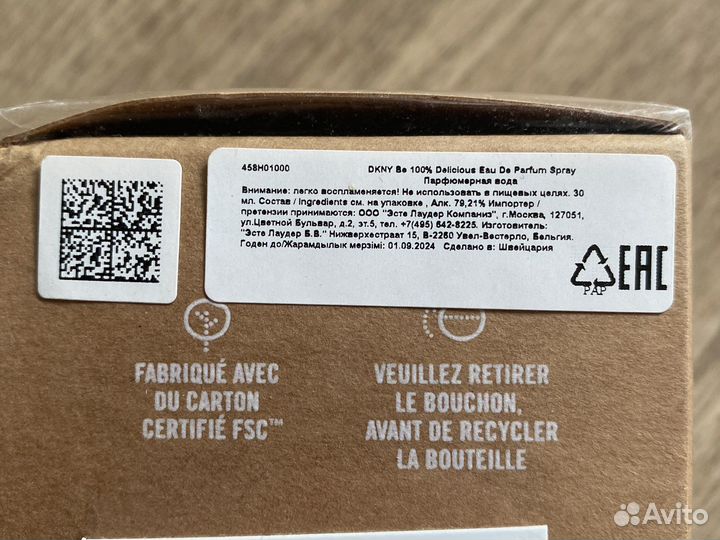 458H01000 DKNY Be 100% Delicious Eau De Parfum Spray
Парфюмерная вода
Внимание: легко воспламеняется! Не использовать в пищевых целях. 30
мл. Состав / Ingredients см. на упаковке , Алк. 79,21% Импортер /
претензии принимаются: ООО "Эсте Лаудер Компаниз", г.Москва, 127051,
ул.Цветной Бульвар, д.2, эт.5, тел. +7(495) 642-8225. Изготовитель:
"Эсте Лаудер Б.В." Нижверхестраат 15, В-2260 Увел-Вестерло, Бельгия.
Годен до/Жарамдылык мерзімі: 01.09.2024 Сделано в: Швейцария
PAP
EAC
FABRIQUÉ AVEC
DU CARTON
CERTIFIÉ FSC™
VEUILLEZ RETIRER
LE BOUCHON,
AVANT DE RECYCLER
LA BOUTEILLE
Avito